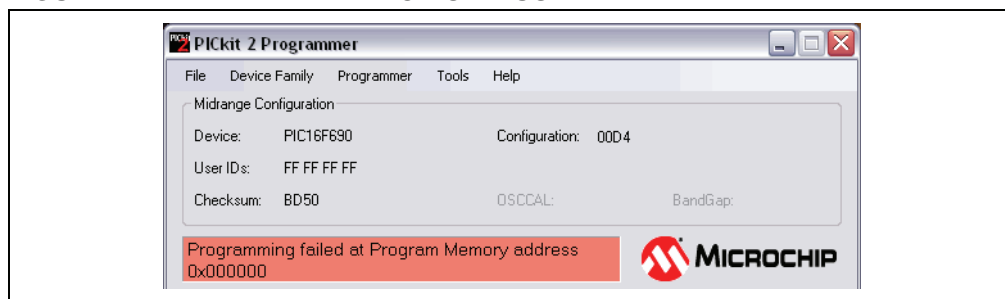 PICkit 2 Programmer
File Device Family Programmer Tools Help
Midrange Configuration
Device: PIC16F690 Configuration: 00D4
User IDs: FF FF FF FF
Checksum: BD50 OSCCAL: BandGap:
Programming failed at Program Memory address
0x000000
MICROCHIP